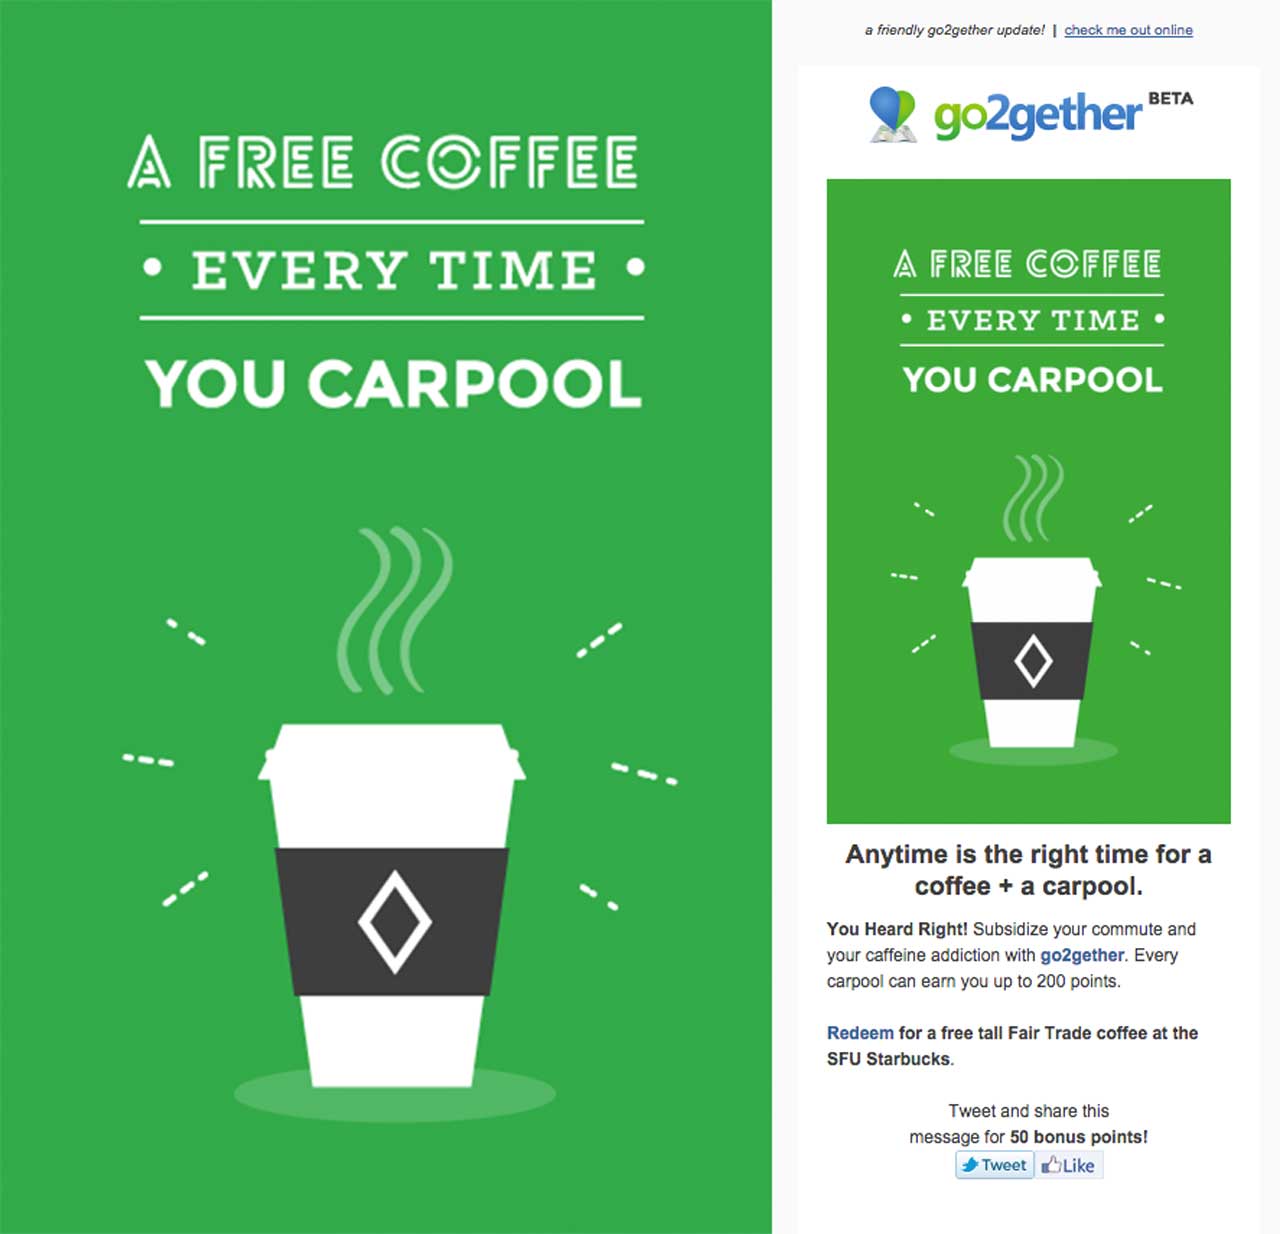 A FREE COFFEE
• EVERY TIME •
YOU CARPOOL
a friendly go2gether update! | check me out online
go2gether BETA
A FREE COFFEE
• EVERY TIME •
YOU CARPOOL
Anytime is the right time for a
coffee + a carpool.
You Heard Right! Subsidize your commute and
your caffeine addiction with go2gether. Every
carpool can earn you up to 200 points.
Redeem for a free tall Fair Trade coffee at the
SFU Starbucks.
Tweet and share this
message for 50 bonus points!
Tweet Like